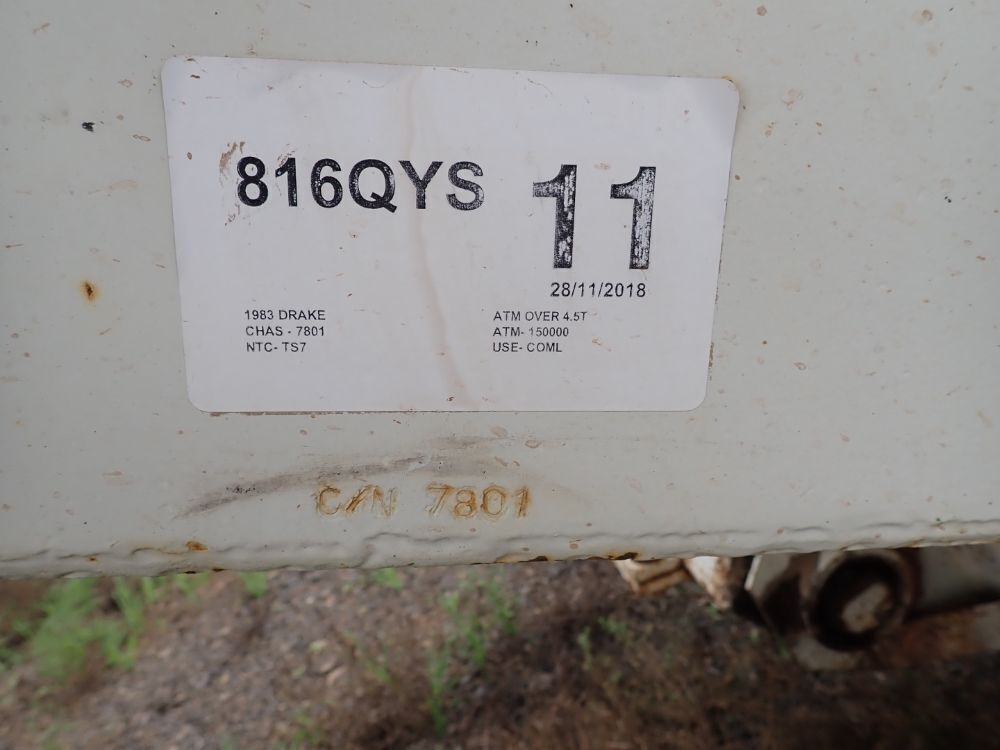 816QYS
11
28/11/2018
1983 DRAKE
CHAS - 7801
NTC- TS7
ATM OVER 4.5T
ATM- 150000
USE- COML
C/N 7801